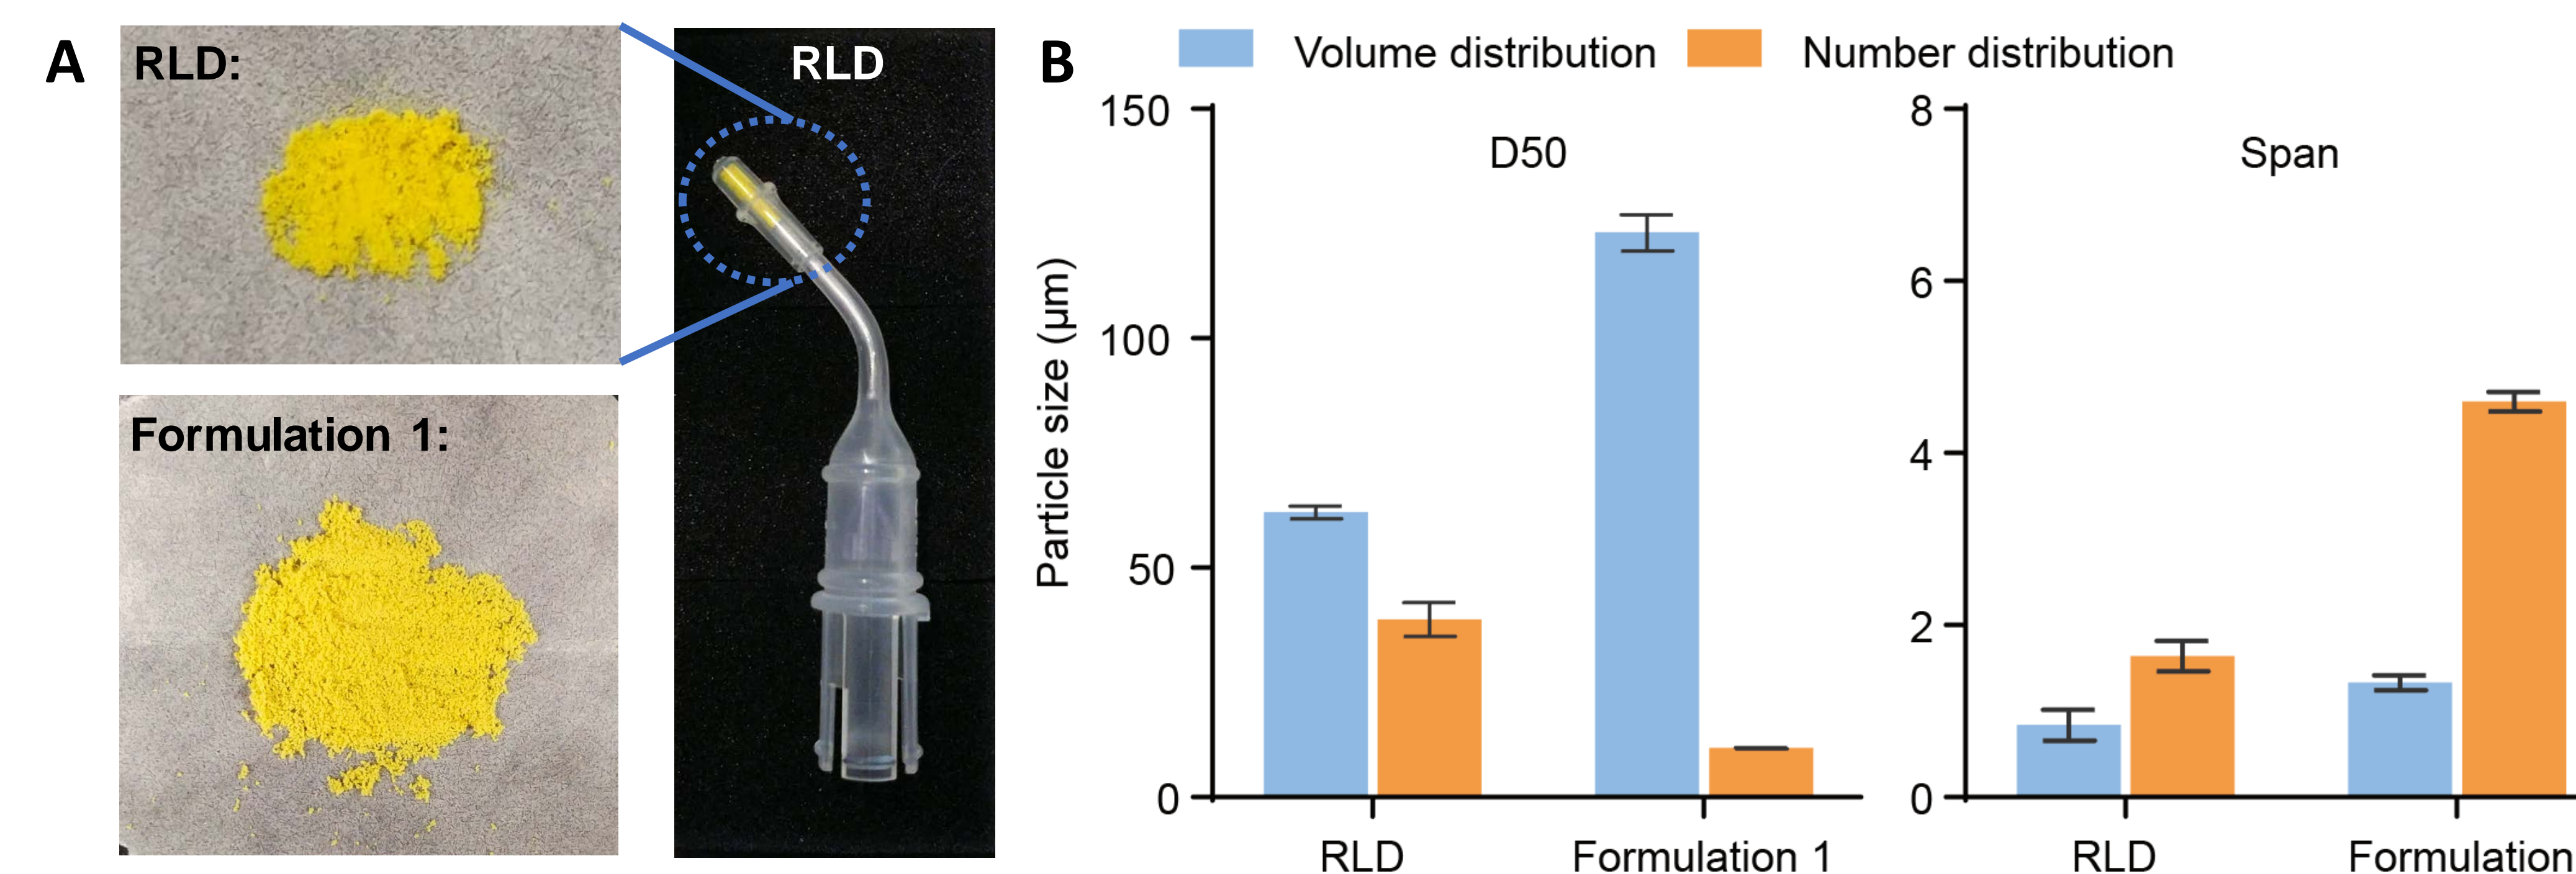 A
RLD:
RLD
Formulation 1:
B
Volume distribution
Number distribution
Particle size (μm)
150
100
50
0
D50
RLD
Formulation 1
8
6
4
2
0
Span
RLD
Formulation